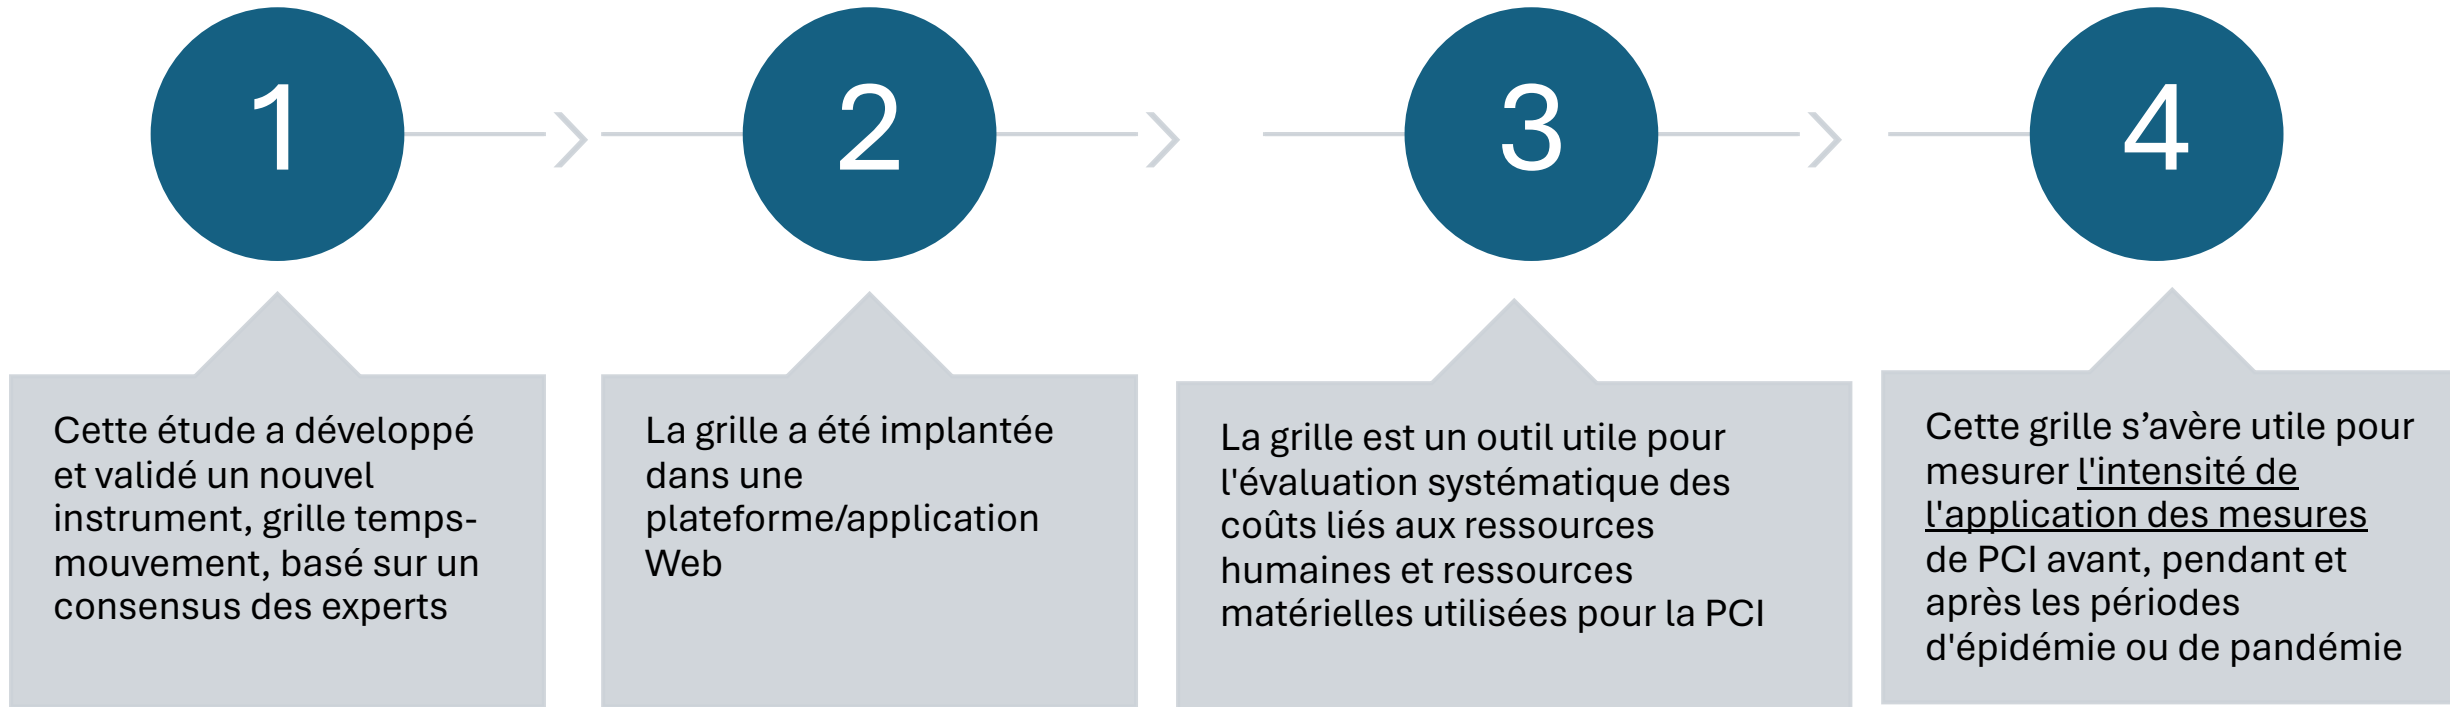 1
2
3
4
Cette étude a développé
et validé un nouvel
instrument, grille temps-
mouvement, basé sur un
consensus des experts
La grille a été implantée
dans une
plateforme/application
Web
La grille est un outil utile pour
l'évaluation systématique des
coûts liés aux ressources
humaines et ressources
matérielles utilisées pour la PCI
Cette grille s’avère utile pour
mesurer l'intensité de
l'application des mesures
de PCI avant, pendant et
après les périodes
d'épidémie ou de pandémie